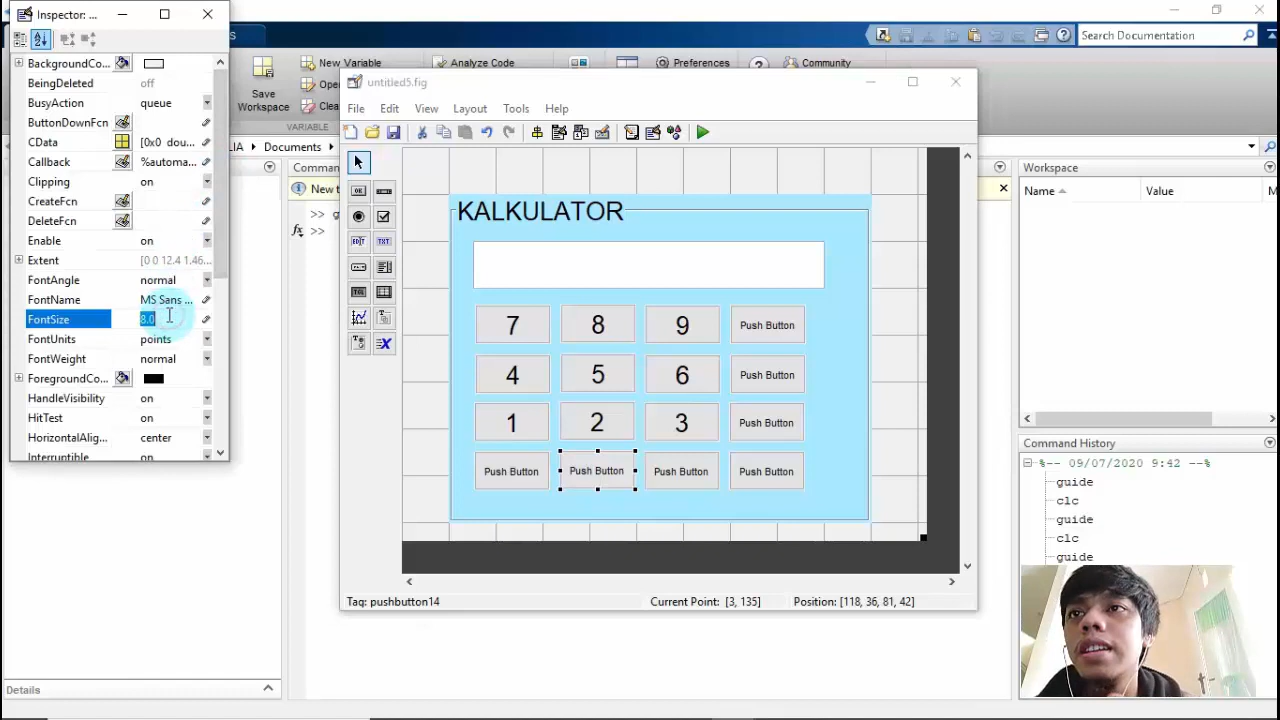 Inspector: ...
BackgroundCo...
BeingDeleted off
BusyAction queue
ButtonDownFcn
CData [0x0 dou...
Callback %automa...
Clipping on
CreateFcn
DeleteFcn
Enable on
Extent [0 0 12.4 1.46...
FontAngle normal
FontName MS Sans ...
FontSize 8.0
FontUnits points
FontWeight normal
ForegroundCo...
HandleVisibility on
HitTest on
HorizontalAlig... center
Interruptible on
S
Search Documentation
Save
Workspace
New Variable
Analyze Code
Preferences
Community
VARIABLE
LIA
Documents
untitled5.fig
File Edit View Layout Tools Help
KALKULATOR
7 8 9 Push Button
4 5 6 Push Button
1 2 3 Push Button
Push Button Push Button Push Button Push Button
Tag: pushbutton14 Current Point: [3, 135] Position: [118, 36, 81, 42]
New t
>> g
fx >>
Workspace
Name Value
Command History
%-- 09/07/2020 9:42 --%
guide
clc
guide
clc
guide
Details